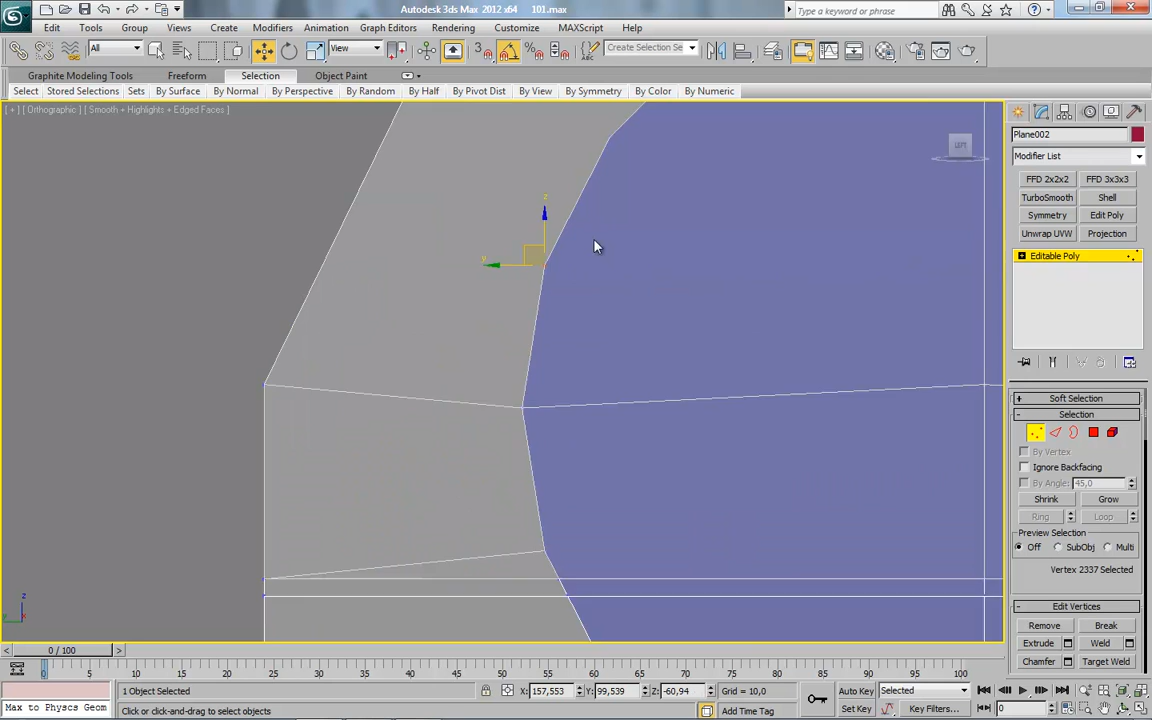 Autodesk 3ds Max 2012 x64    101.max
Type a keyword or phrase
Edit Tools Group Views Create Modifiers Animation Graph Editors Rendering Customize MAXScript Help
All View 3 Create Selection Se
Graphite Modeling Tools Freeform Selection Object Paint
Select Stored Selections Sets By Surface By Normal By Perspective By Random By Half By Pivot Dist By View By Symmetry By Color By Numeric
[ + ] [ Orthographic ] [ Smooth + Highlights + Edged Faces ]
LEFT
Plane002
Modifier List
FFD 2x2x2 FFD 3x3x3
TurboSmooth Shell
Symmetry Edit Poly
Unwrap UVW Projection
Editable Poly
z
y
+ Soft Selection
- Selection
By Vertex
Ignore Backfacing
By Angle: 45,0
Shrink Grow
Ring Loop
Preview Selection
Off SubObj Multi
Vertex 2337 Selected
- Edit Vertices
Remove Break
Extrude Weld
Chamfer Target Weld
z
y
x
< 0 / 100 >
0 5 10 15 20 25 30 35 40 45 50 55 60 65 70 75 80 85 90 95 100
1 Object Selected X: 157,553 Y: 99,539 Z: -60,94 Grid = 10,0 Auto Key Selected
Max to Physcs Geom Click or click-and-drag to select objects Add Time Tag Set Key Key Filters... 0